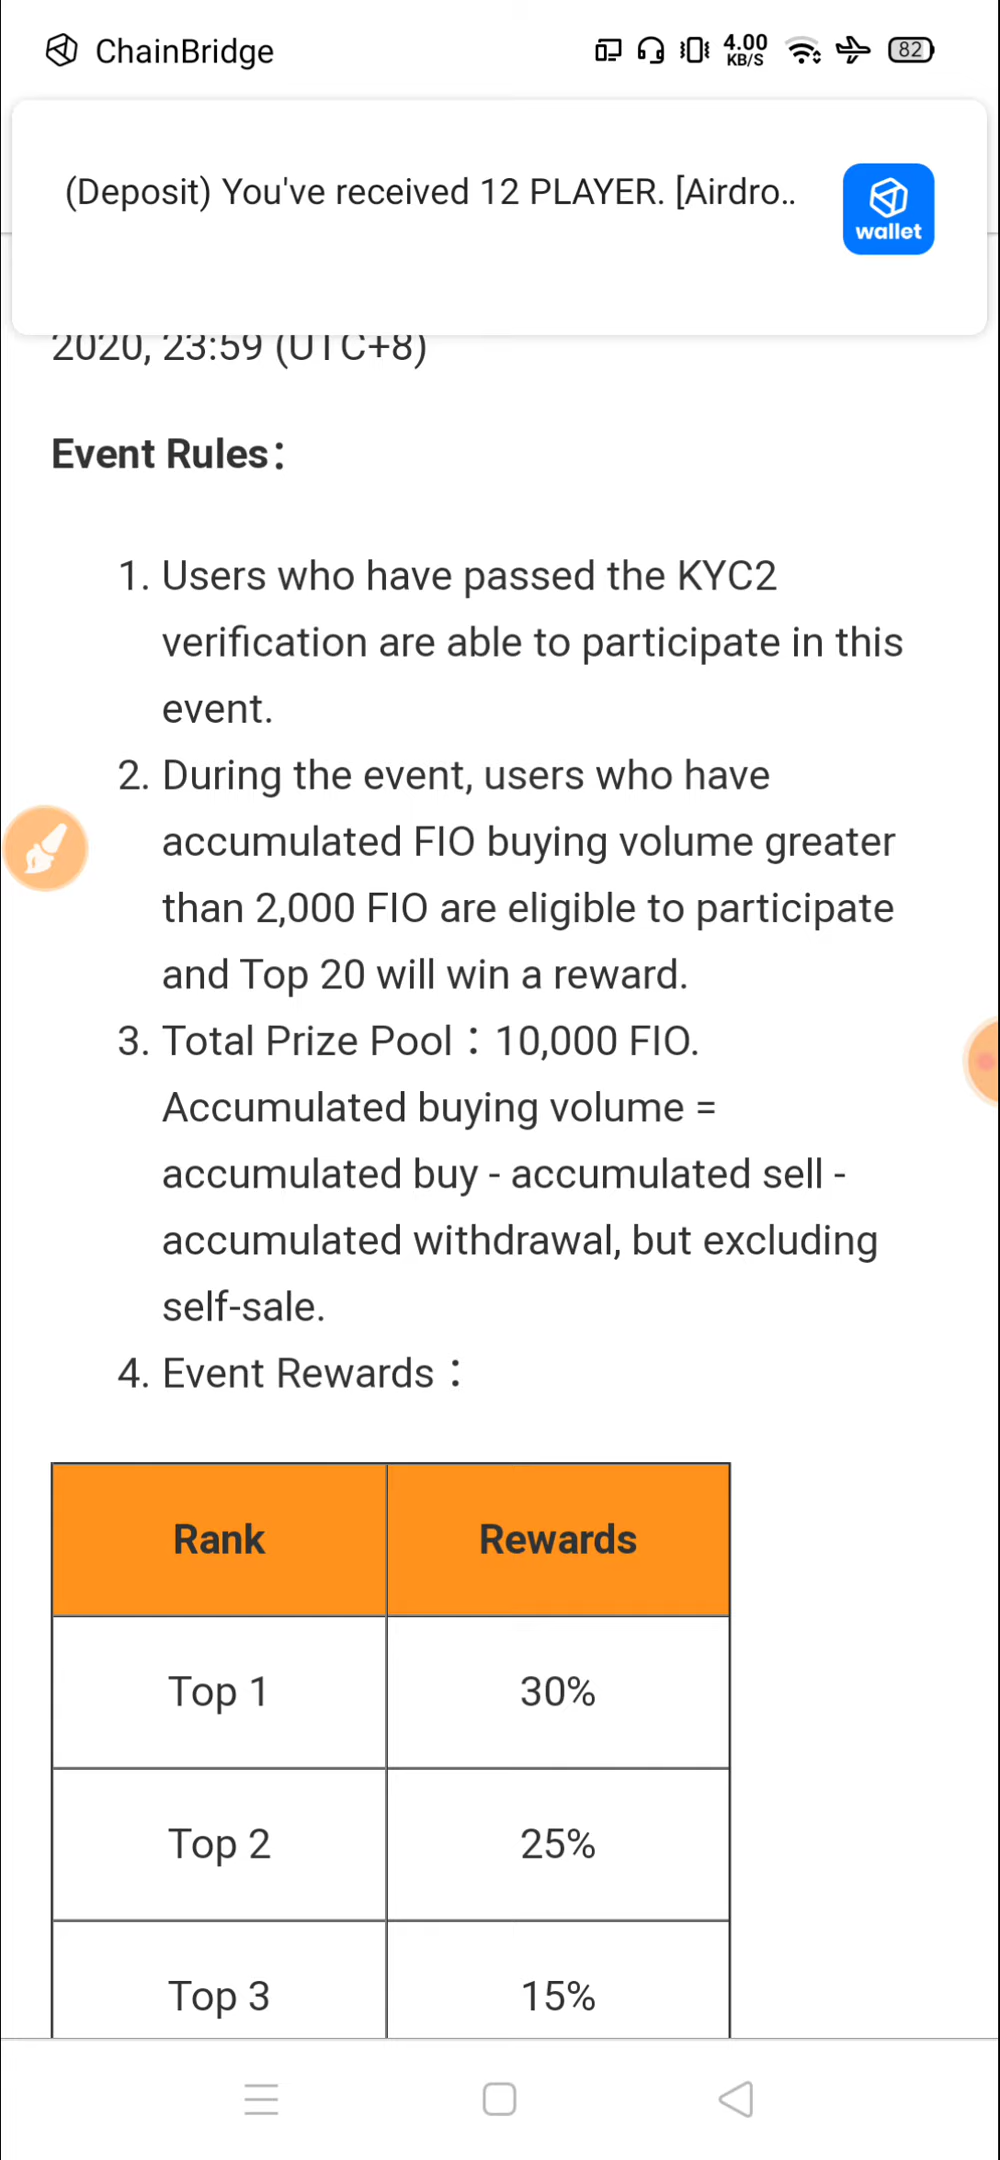 ChainBridge
4.00
KB/S
82
(Deposit) You've received 12 PLAYER. [Airdro..
wallet
2020, 23:59 (UTC+8)
Event Rules:
1. Users who have passed the KYC2
verification are able to participate in this
event.
2. During the event, users who have
accumulated FIO buying volume greater
than 2,000 FIO are eligible to participate
and Top 20 will win a reward.
3. Total Prize Pool：10,000 FIO.
Accumulated buying volume =
accumulated buy - accumulated sell -
accumulated withdrawal, but excluding
self-sale.
4. Event Rewards：
Rank Rewards
Top 1 30%
Top 2 25%
Top 3 15%